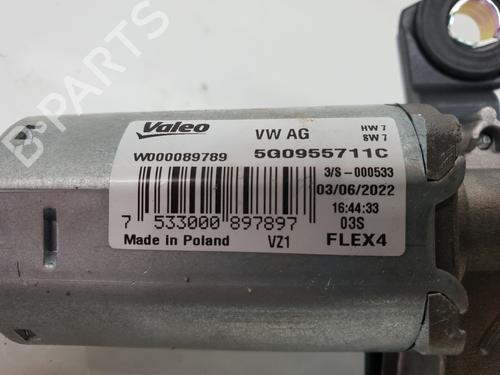 B-PARTS
Valeo
VW AG
HW 7
SW 7
W000089789
5G0955711C
3/S-000533
03/06/2022
7 533000 897897
16:44:33
03S
Made in Poland
VZ1
FLEX4